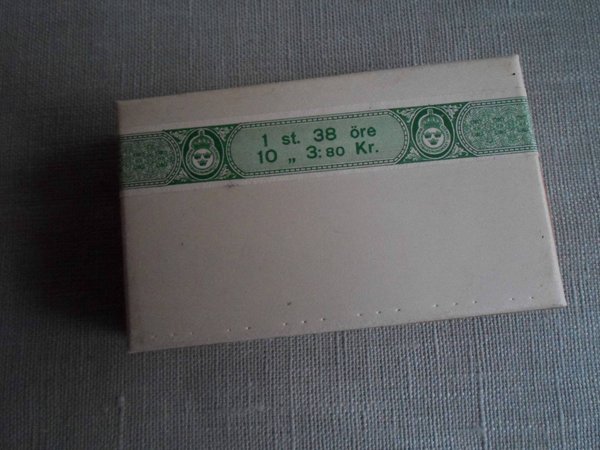 1 st. 38 öre
10 „ 3:80 Kr.